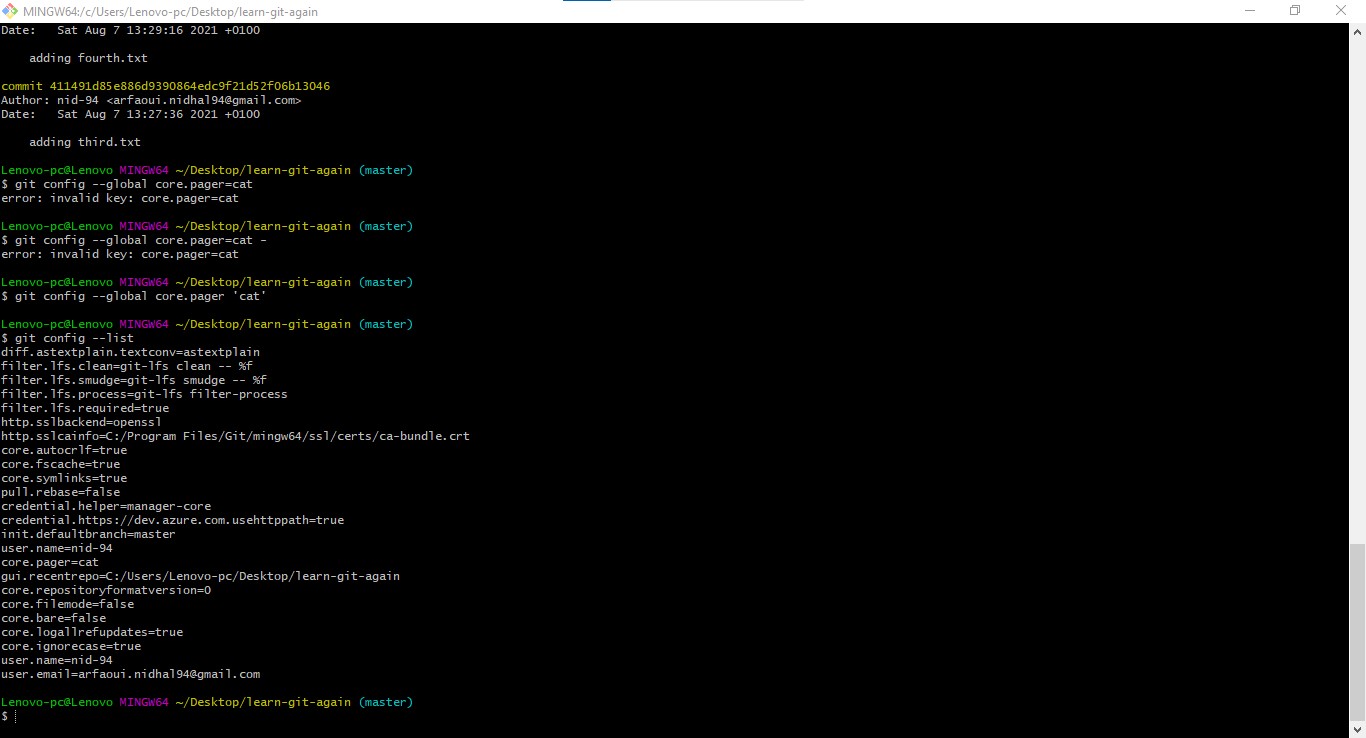 MINGW64:/c/Users/Lenovo-pc/Desktop/learn-git-again
Date:   Sat Aug 7 13:29:16 2021 +0100
    adding fourth.txt
commit 411491d85e886d9390864edc9f21d52f06b13046
Author: nid-94 <arfaoui.nidhal94@gmail.com>
Date:   Sat Aug 7 13:27:36 2021 +0100
    adding third.txt
Lenovo-pc@Lenovo MINGW64 ~/Desktop/learn-git-again (master)
$ git config --global core.pager=cat
error: invalid key: core.pager=cat
Lenovo-pc@Lenovo MINGW64 ~/Desktop/learn-git-again (master)
$ git config --global core.pager=cat -
error: invalid key: core.pager=cat
Lenovo-pc@Lenovo MINGW64 ~/Desktop/learn-git-again (master)
$ git config --global core.pager 'cat'
Lenovo-pc@Lenovo MINGW64 ~/Desktop/learn-git-again (master)
$ git config --list
diff.astextplain.textconv=astextplain
filter.lfs.clean=git-lfs clean -- %f
filter.lfs.smudge=git-lfs smudge -- %f
filter.lfs.process=git-lfs filter-process
filter.lfs.required=true
http.sslbackend=openssl
http.sslcainfo=C:/Program Files/Git/mingw64/ssl/certs/ca-bundle.crt
core.autocrlf=true
core.fscache=true
core.symlinks=true
pull.rebase=false
credential.helper=manager-core
credential.https://dev.azure.com.usehttppath=true
init.defaultbranch=master
user.name=nid-94
core.pager=cat
gui.recentrepo=C:/Users/Lenovo-pc/Desktop/learn-git-again
core.repositoryformatversion=0
core.filemode=false
core.bare=false
core.logallrefupdates=true
core.ignorecase=true
user.name=nid-94
user.email=arfaoui.nidhal94@gmail.com
Lenovo-pc@Lenovo MINGW64 ~/Desktop/learn-git-again (master)
$